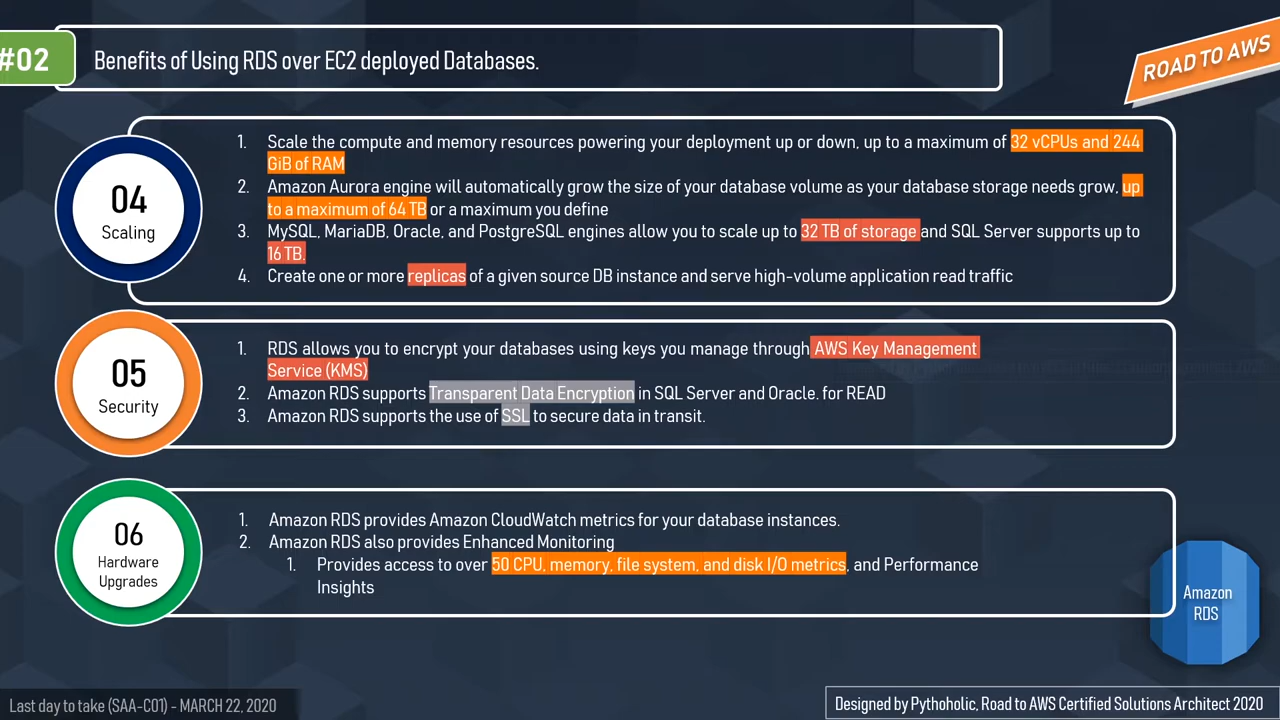 #02
Benefits of Using RDS over EC2 deployed Databases.
ROAD TO AWS
04
Scaling
1. Scale the compute and memory resources powering your deployment up or down, up to a maximum of 32 vCPUs and 244
GiB of RAM
2. Amazon Aurora engine will automatically grow the size of your database volume as your database storage needs grow, up
to a maximum of 64 TB or a maximum you define
3. MySQL, MariaDB, Oracle, and PostgreSQL engines allow you to scale up to 32 TB of storage and SQL Server supports up to
16 TB.
4. Create one or more replicas of a given source DB instance and serve high-volume application read traffic
05
Security
1. RDS allows you to encrypt your databases using keys you manage through AWS Key Management
Service (KMS)
2. Amazon RDS supports Transparent Data Encryption in SQL Server and Oracle. for READ
3. Amazon RDS supports the use of SSL to secure data in transit.
06
Hardware
Upgrades
1. Amazon RDS provides Amazon CloudWatch metrics for your database instances.
2. Amazon RDS also provides Enhanced Monitoring
1. Provides access to over 50 CPU, memory, file system, and disk I/O metrics, and Performance
Insights
Amazon
RDS
Last day to take (SAA-C01) - MARCH 22, 2020
Designed by Pythoholic, Road to AWS Certified Solutions Architect 2020